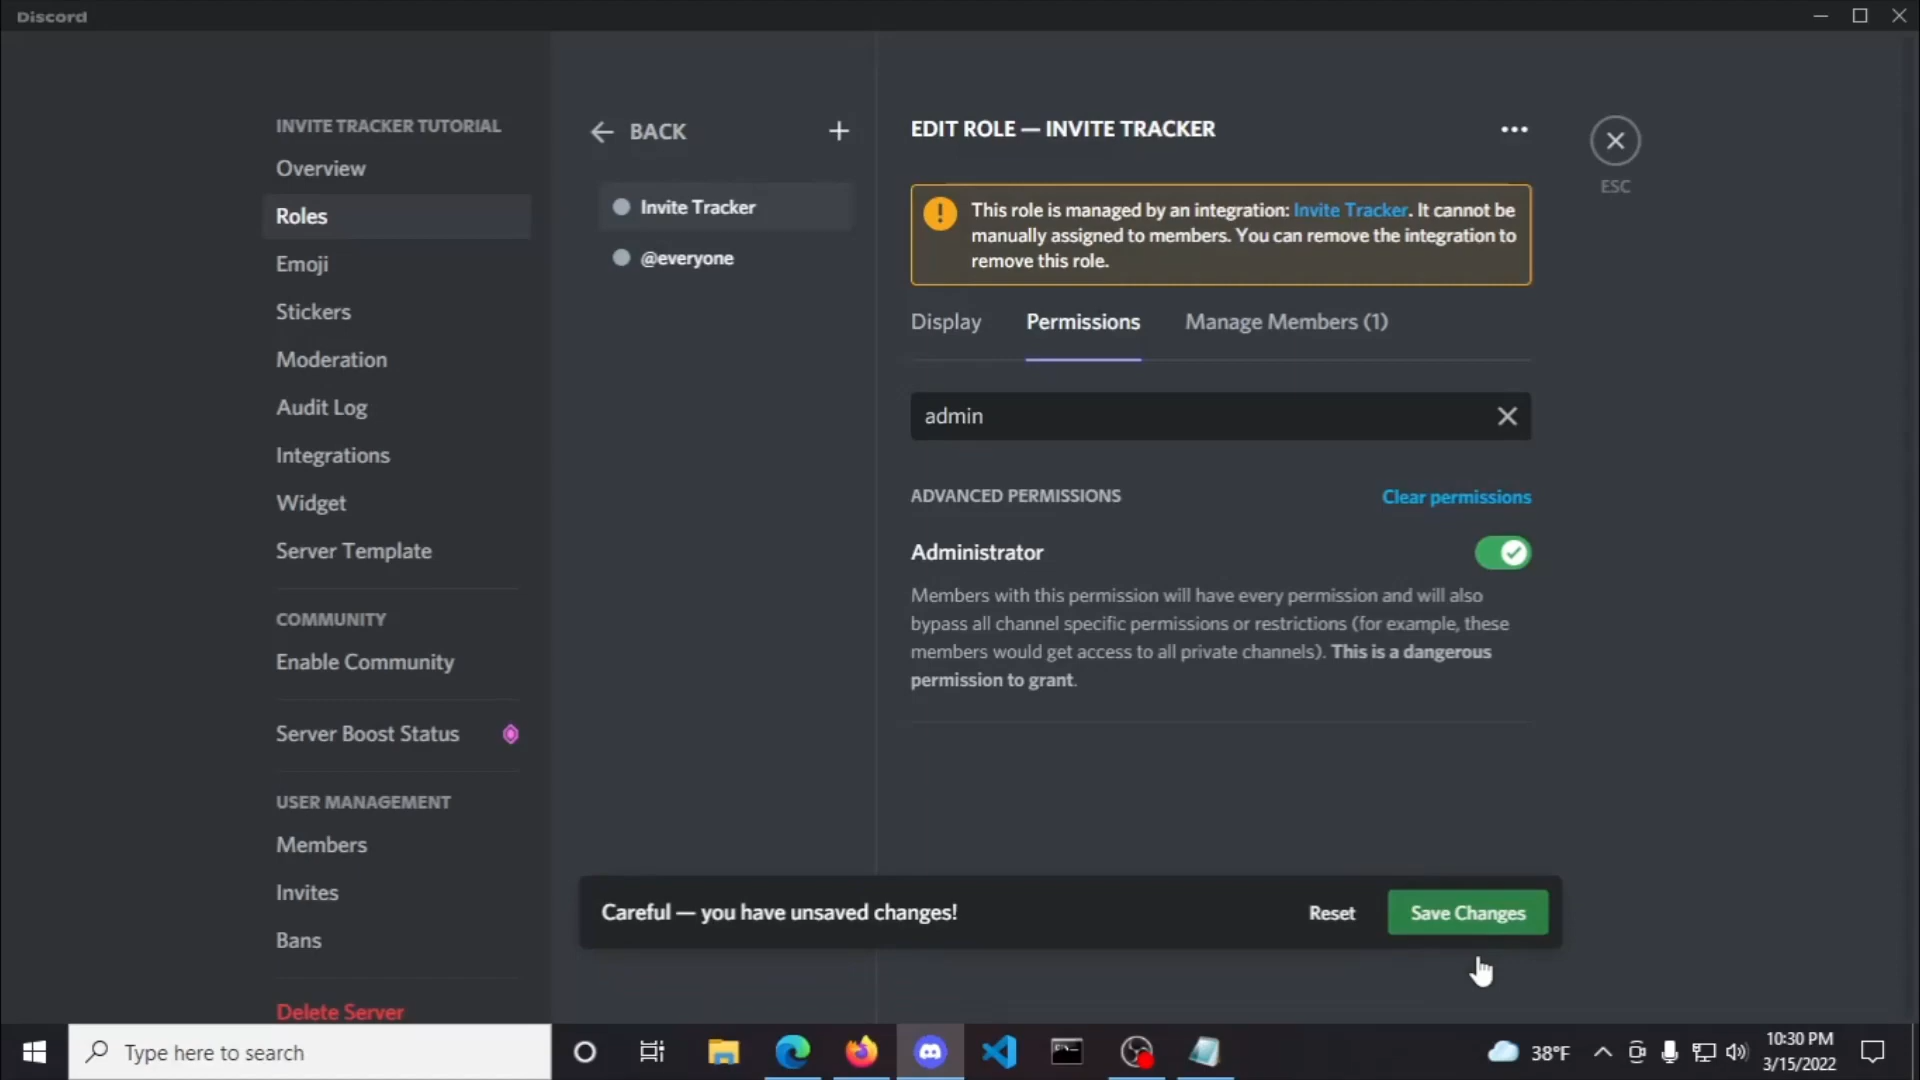 Discord
INVITE TRACKER TUTORIAL
Overview
Roles
Emoji
Stickers
Moderation
Audit Log
Integrations
Widget
Server Template
COMMUNITY
Enable Community
Server Boost Status
USER MANAGEMENT
Members
Invites
Bans
Delete Server
BACK
Invite Tracker
@everyone
EDIT ROLE — INVITE TRACKER
ESC
This role is managed by an integration: Invite Tracker. It cannot be
manually assigned to members. You can remove the integration to
remove this role.
Display Permissions Manage Members (1)
admin
ADVANCED PERMISSIONS Clear permissions
Administrator
Members with this permission will have every permission and will also
bypass all channel specific permissions or restrictions (for example, these
members would get access to all private channels). This is a dangerous
permission to grant.
Careful — you have unsaved changes! Reset Save Changes
Type here to search
38°F
10:30 PM
3/15/2022